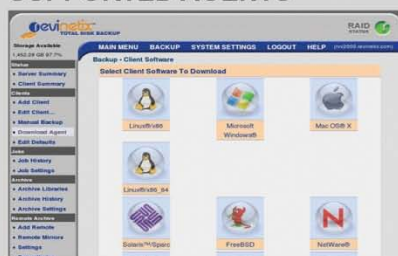 evinetix
TOTAL DISK BACKUP
RAID
STATUS
Storage Available
MAIN MENU BACKUP SYSTEM SETTINGS LOGOUT HELP
Backup - Client Software
Select Client Software To Download
Status
Server Summary
Client Summary
Clients
Add Client
Edit Client...
Manual Backup
Download Agent
Edit Defaults
Jobs
Job History
Job Settings
Archive
Archive Libraries
Archive History
Archive Settings
Remote Archive
Add Remote
Remote Mirrors
Settings
Linux®/x86
Microsoft
Windows®
Mac OS® X
Linux®/x86_64
Solaris™/Sparc
FreeBSD
NetWare®